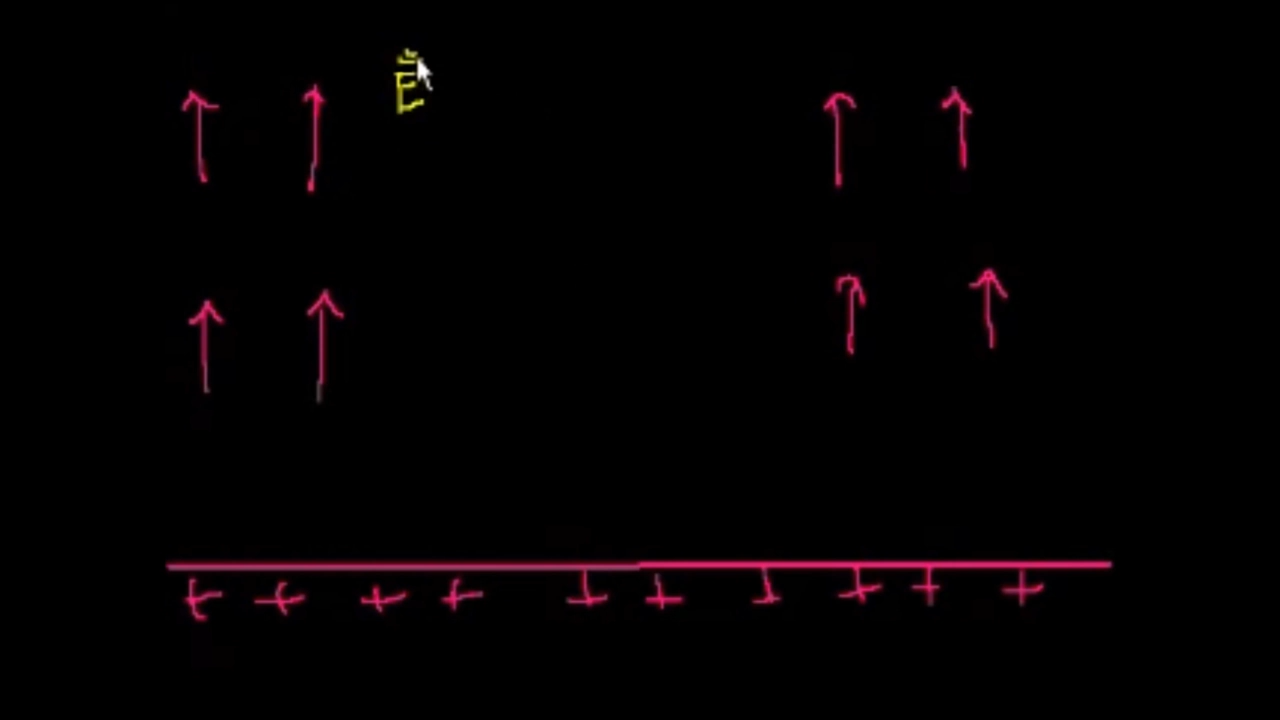 E
+ + + + + + + + + +